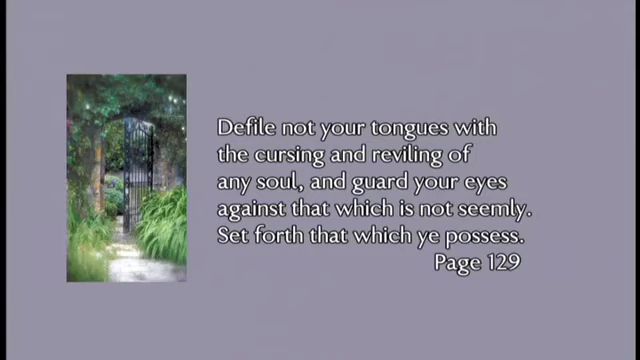 Defile not your tongues with
the cursing and reviling of
any soul, and guard your eyes
against that which is not seemly.
Set forth that which ye possess.
Page 129